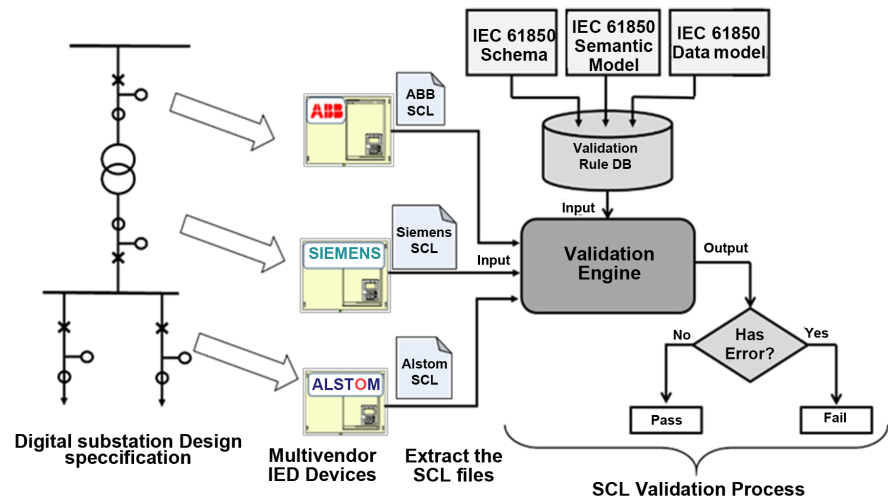 IEC 61850
Schema
IEC 61850
Semantic
Model
IEC 61850
Data model
ABB
ABB
SCL
Validation
Rule DB
Input
SIEMENS
Siemens
SCL
Input
Validation
Engine
Output
Has
Error?
No
Yes
Pass
Fail
ALSTOM
Alstom
SCL
Digital substation Design
speccification
Multivendor
IED Devices
Extract the
SCL files
SCL Validation Process